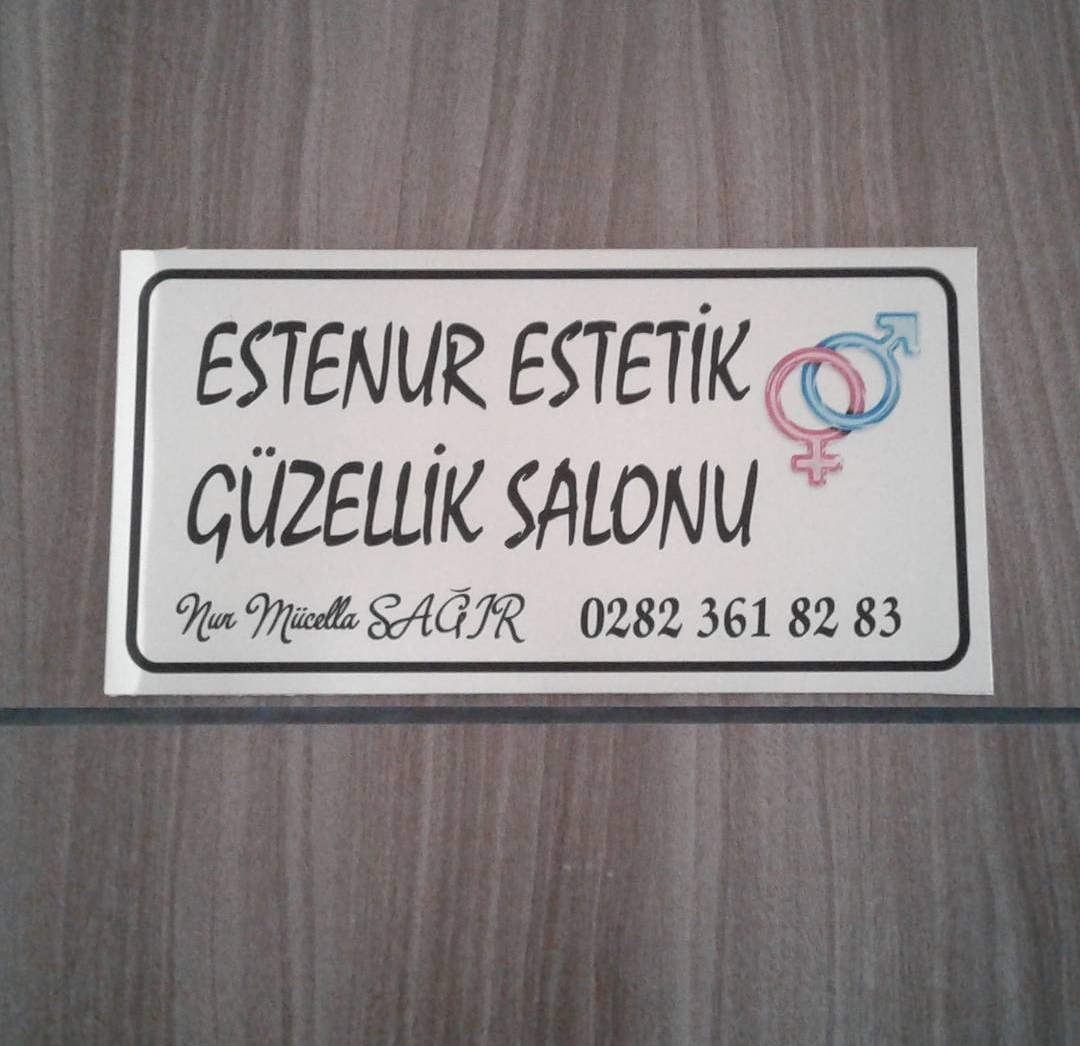 ESTENUR ESTETİK
GÜZELLİK SALONU
Nur Mücella SAĞIR 0282 361 82 83